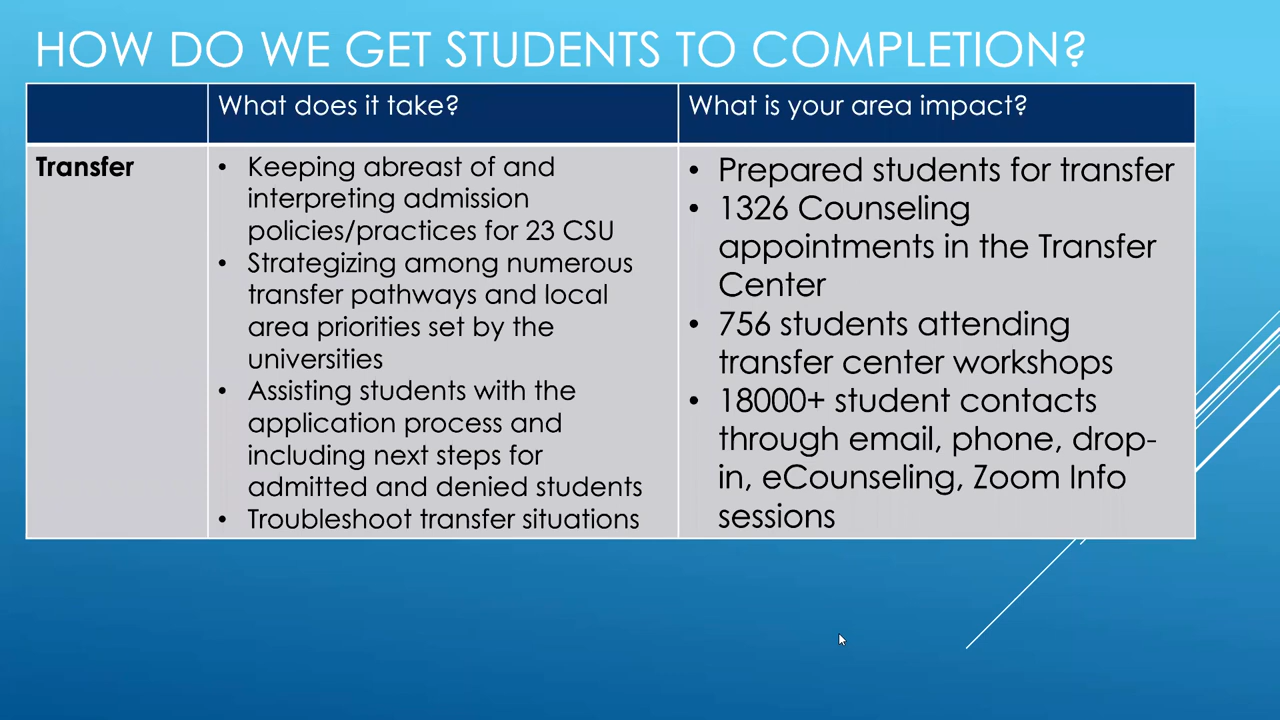 HOW DO WE GET STUDENTS TO COMPLETION?
What does it take?
What is your area impact?
Transfer
• Keeping abreast of and
interpreting admission
policies/practices for 23 CSU
• Strategizing among numerous
transfer pathways and local
area priorities set by the
universities
• Assisting students with the
application process and
including next steps for
admitted and denied students
• Troubleshoot transfer situations
• Prepared students for transfer
• 1326 Counseling
appointments in the Transfer
Center
• 756 students attending
transfer center workshops
• 18000+ student contacts
through email, phone, drop-
in, eCounseling, Zoom Info
sessions